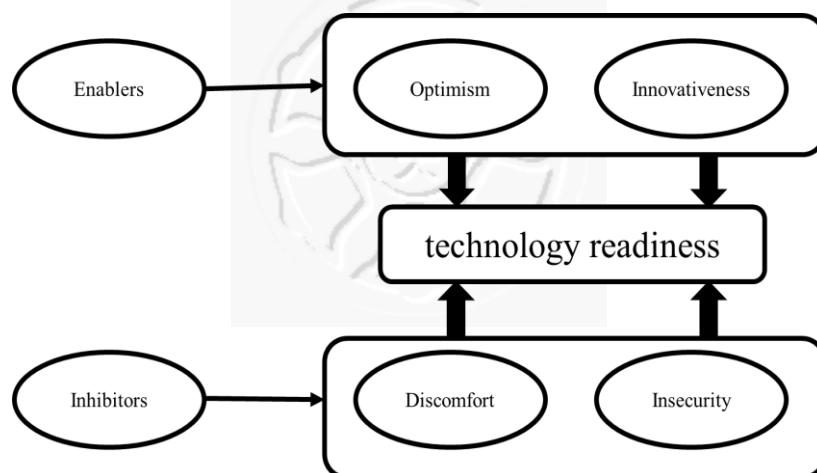 Enablers
Optimism
Innovativeness
technology readiness
Inhibitors
Discomfort
Insecurity